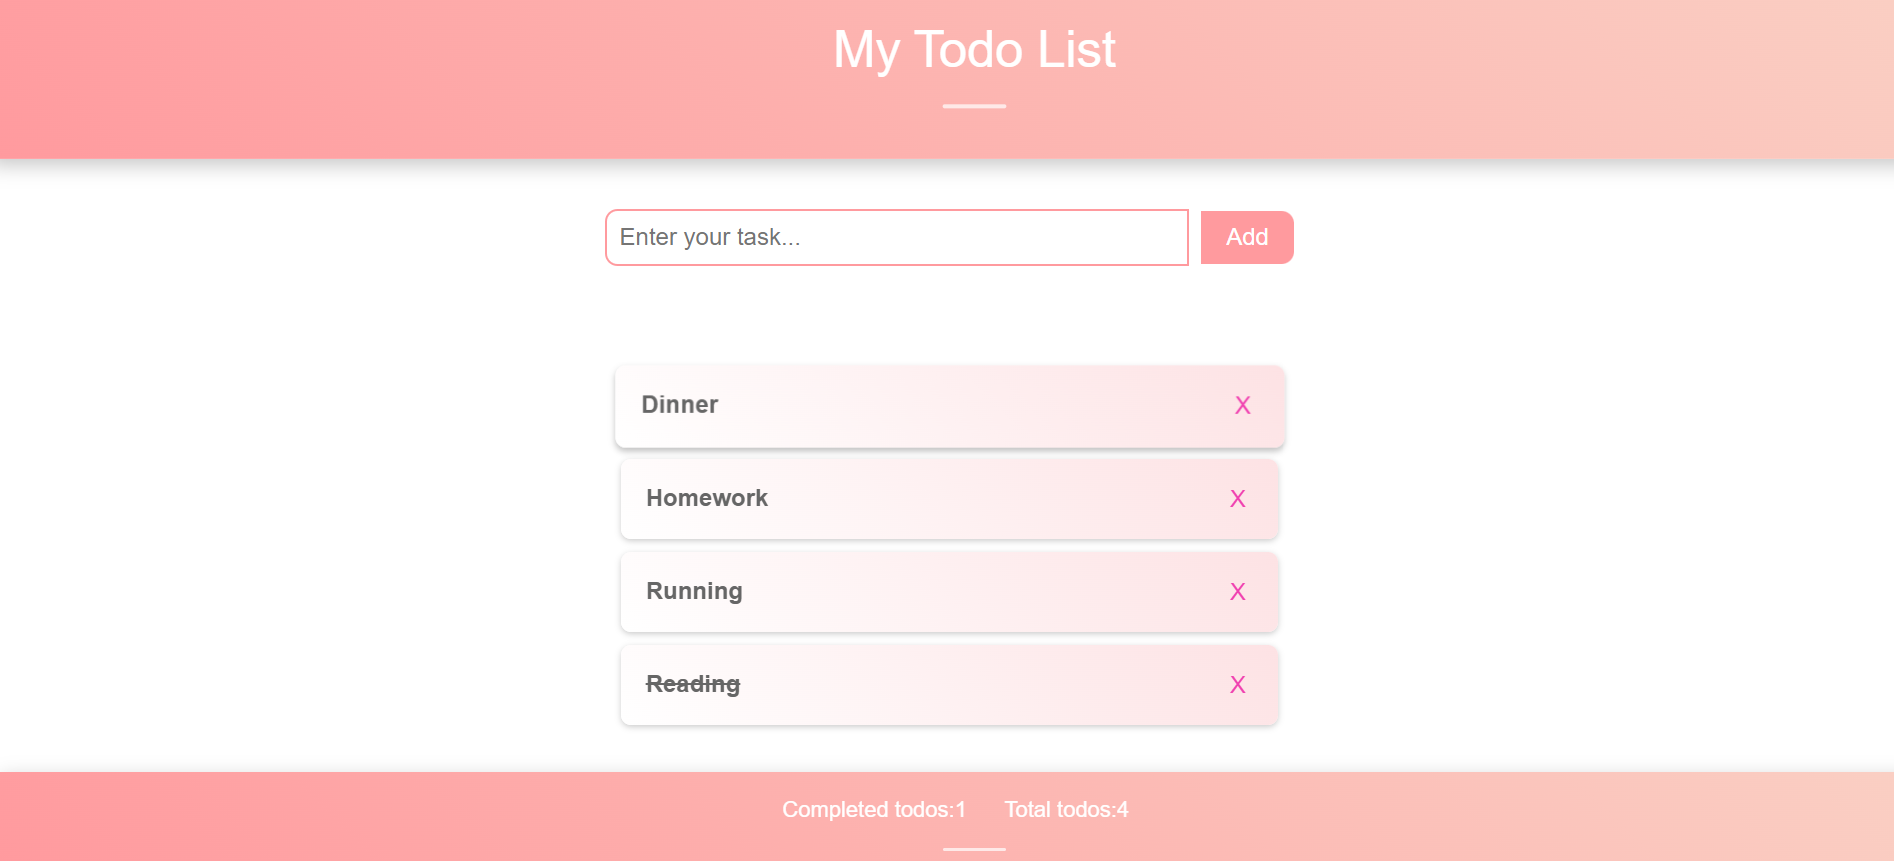 My Todo List
Enter your task...
Add
Dinner X
Homework X
Running X
Reading X
Completed todos:1 Total todos:4